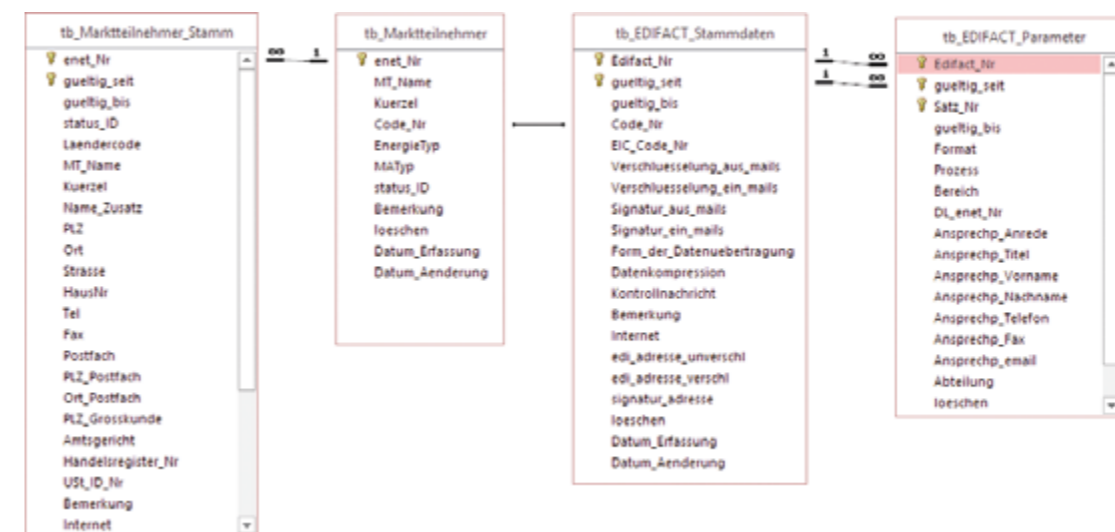 tb_Marktteilnehmer_Stamm
enet_Nr
gueltig_seit
gueltig_bis
status_ID
Laendercode
MT_Name
Kuerzel
Name_Zusatz
PLZ
Ort
Strasse
HausNr
Tel
Fax
Postfach
PLZ_Postfach
Ort_Postfach
PLZ_Grosskunde
Amtsgericht
Handelsregister_Nr
USt_ID_Nr
Bemerkung
Internet
∞ 1
tb_Marktteilnehmer
enet_Nr
MT_Name
Kuerzel
Code_Nr
EnergieTyp
MATyp
status_ID
Bemerkung
loeschen
Datum_Erfassung
Datum_Aenderung
tb_EDIFACT_Stammdaten
Edifact_Nr
gueltig_seit
gueltig_bis
Code_Nr
EIC_Code_Nr
Verschluesselung_aus_mails
Verschluesselung_ein_mails
Signatur_aus_mails
Signatur_ein_mails
Form_der_Datenuebertragung
Datenkompression
Kontrollnachricht
Bemerkung
Internet
edi_adresse_unverschl
edi_adresse_verschl
signatur_adresse
loeschen
Datum_Erfassung
Datum_Aenderung
1 ∞
1 ∞
tb_EDIFACT_Parameter
Edifact_Nr
gueltig_seit
Satz_Nr
gueltig_bis
Format
Prozess
Bereich
DL_enet_Nr
Ansprechp_Anrede
Ansprechp_Titel
Ansprechp_Vorname
Ansprechp_Nachname
Ansprechp_Telefon
Ansprechp_Fax
Ansprechp_email
Abteilung
loeschen